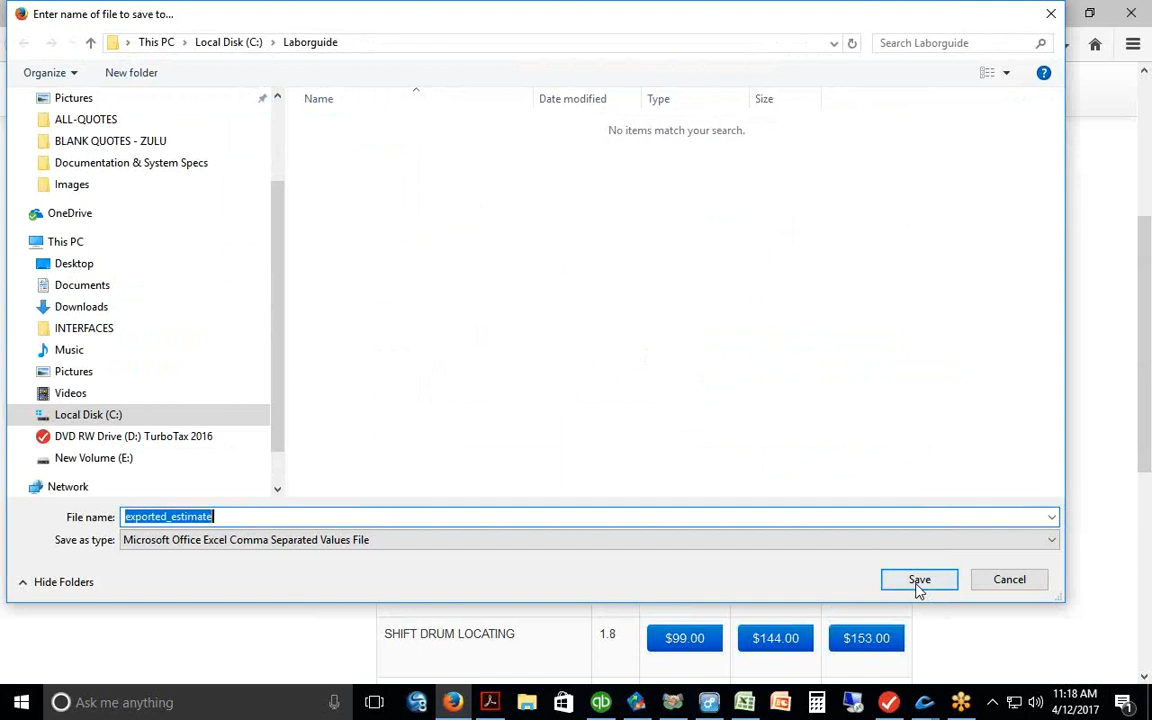 Enter name of file to save to...
This PC > Local Disk (C:) > Laborguide
Search Laborguide
Organize
New folder
Name
Date modified
Type
Size
No items match your search.
Pictures
ALL-QUOTES
BLANK QUOTES - ZULU
Documentation & System Specs
Images
OneDrive
This PC
Desktop
Documents
Downloads
INTERFACES
Music
Pictures
Videos
Local Disk (C:)
DVD RW Drive (D:) TurboTax 2016
New Volume (E:)
Network
File name: exported_estimate
Save as type: Microsoft Office Excel Comma Separated Values File
Hide Folders
Save
Cancel
SHIFT DRUM LOCATING 1.8 $99.00 $144.00 $153.00
Ask me anything
11:18 AM
4/12/2017
1